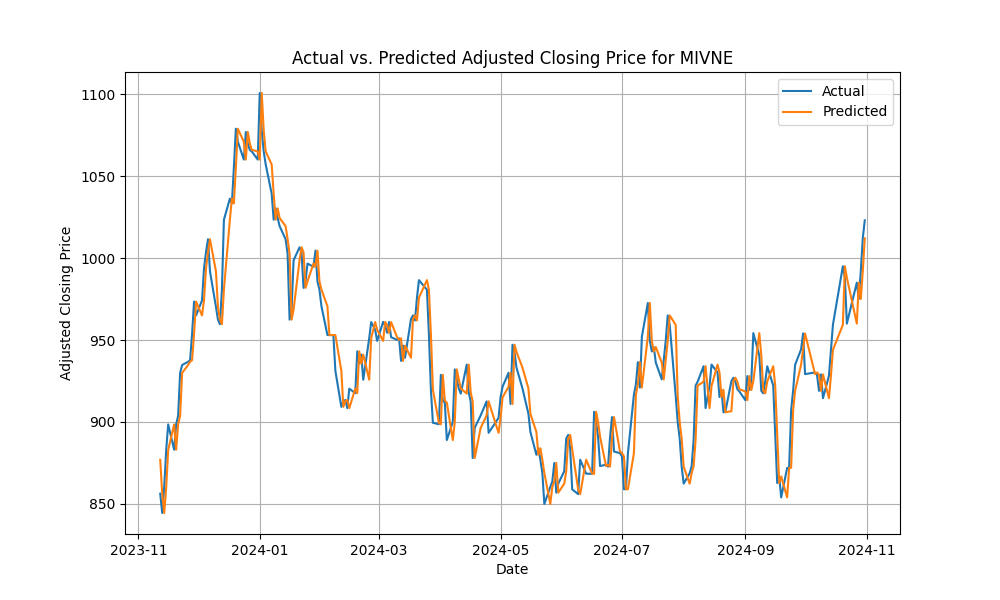 Actual vs. Predicted Adjusted Closing Price for MIVNE
Actual
Predicted
Adjusted Closing Price
1100
1050
1000
950
900
850
2023-11
2024-01
2024-03
2024-05
2024-07
2024-09
2024-11
Date